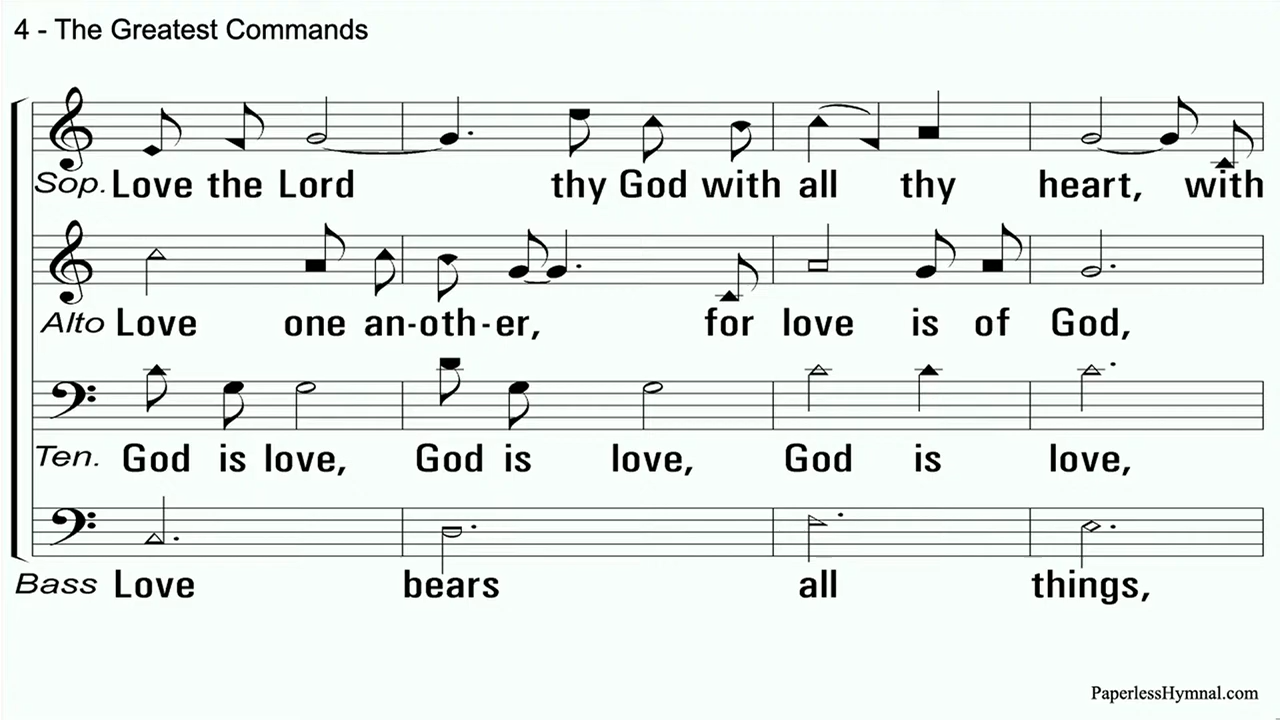 4 - The Greatest Commands
Sop. Love the Lord thy God with all thy heart, with
Alto Love one an-oth-er, for love is of God,
Ten. God is love, God is love, God is love,
Bass Love bears all things,
PaperlessHymnal.com